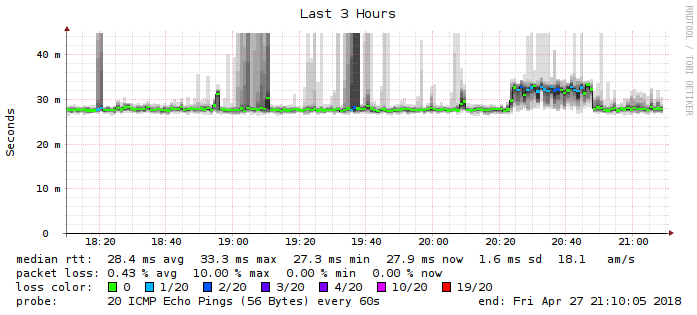 Last 3 Hours
RRDTOOL / TOBI OETIKER
Seconds
40 m
30 m
20 m
10 m
0
18:20 18:40 19:00 19:20 19:40 20:00 20:20 20:40 21:00
median rtt: 28.4 ms avg 33.3 ms max 27.3 ms min 27.9 ms now 1.6 ms sd 18.1 am/s
packet loss: 0.43 % avg 10.00 % max 0.00 % min 0.00 % now
loss color: 0 1/20 2/20 3/20 4/20 10/20 19/20
probe: 20 ICMP Echo Pings (56 Bytes) every 60s end: Fri Apr 27 21:10:05 2018